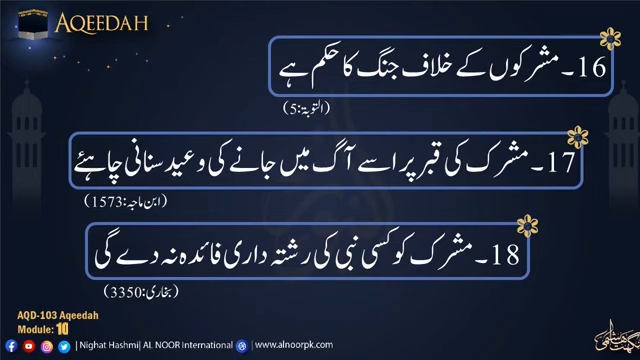 AQEEDAH
16۔ مشرکوں کے خلاف جنگ کا حکم ہے
(التوبۃ:5)
17۔ مشرک کی قبر پر اسے آگ میں جانے کی وعید سنانی چاہئے
(ابن ماجہ:1573)
18۔ مشرک کو کسی نبی کی رشتہ داری فائدہ نہ دے گی
(بخاری:3350)
AQD-103 Aqeedah
Module: 10
| Nighat Hashmi| AL NOOR International www.alnoorpk.com